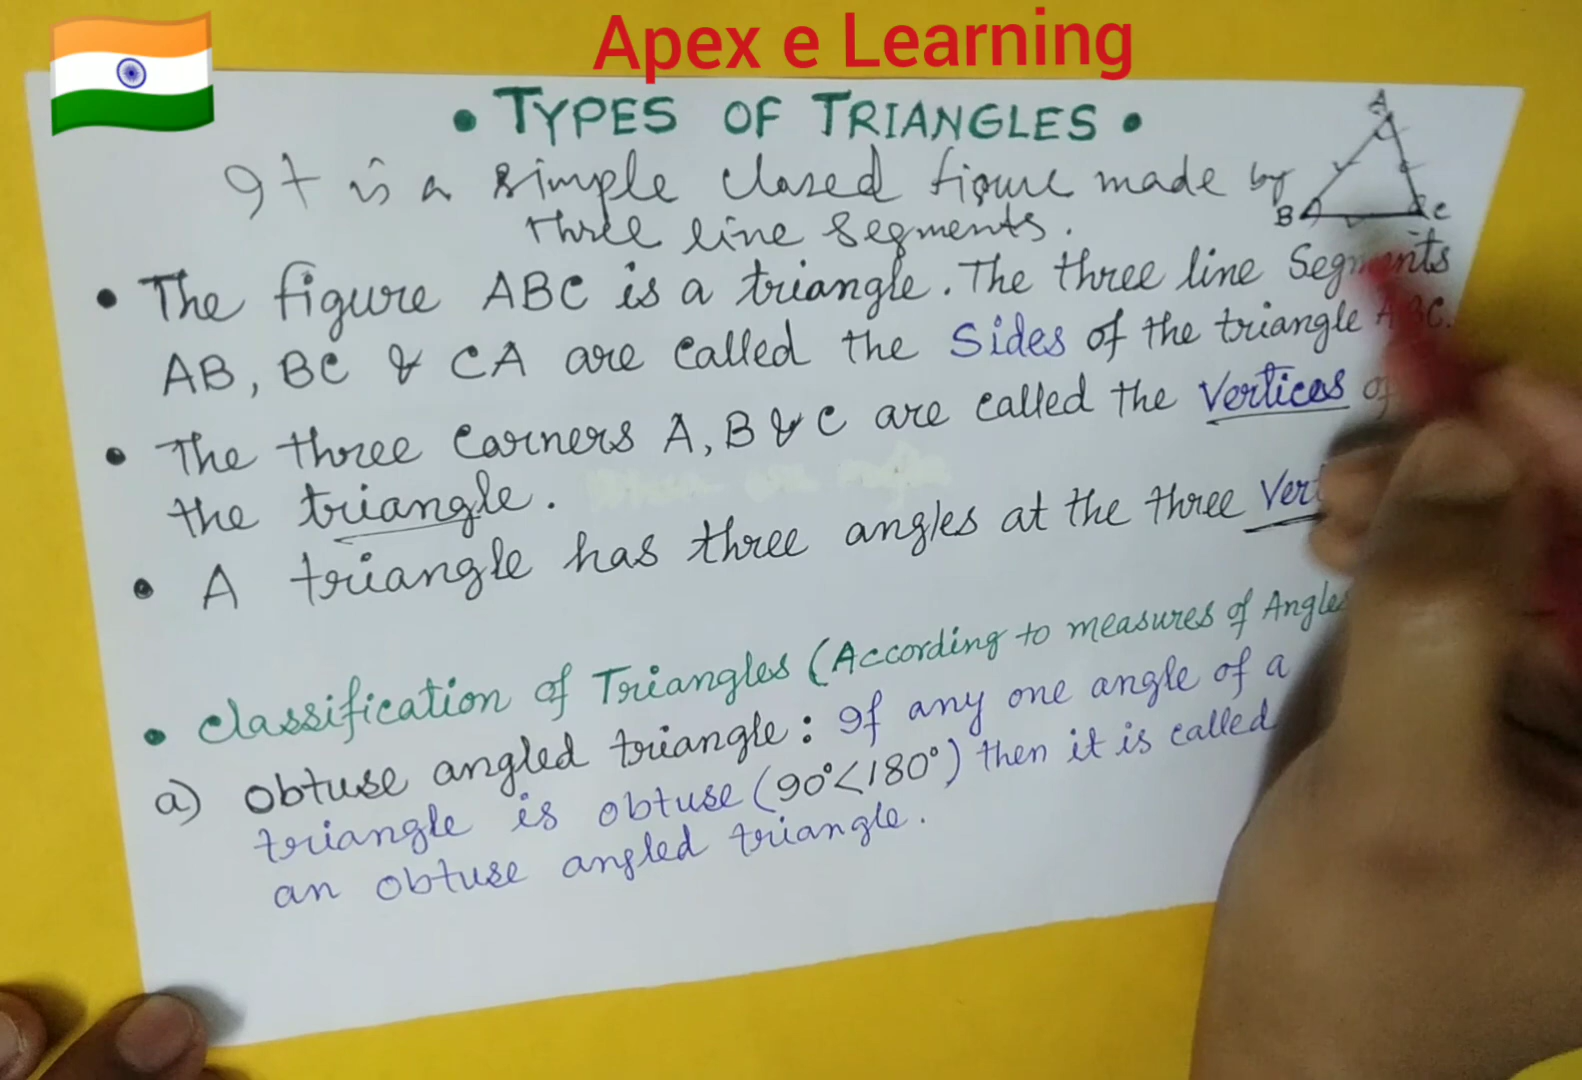 Apex e Learning
• TYPES OF TRIANGLES •
It is a simple closed figure made by
three line segments.
A
B
C
• The figure ABC is a triangle. The three line Segments
AB, BC & CA are called the Sides of the triangle ABC.
• The three Corners A, B & C are called the Vertices of
the triangle.
• A triangle has three angles at the three Vert
• Classification of Triangles (According to measures of Angles
a) Obtuse angled triangle: If any one angle of a
triangle is obtuse (90°<180°) then it is called
an obtuse angled triangle.